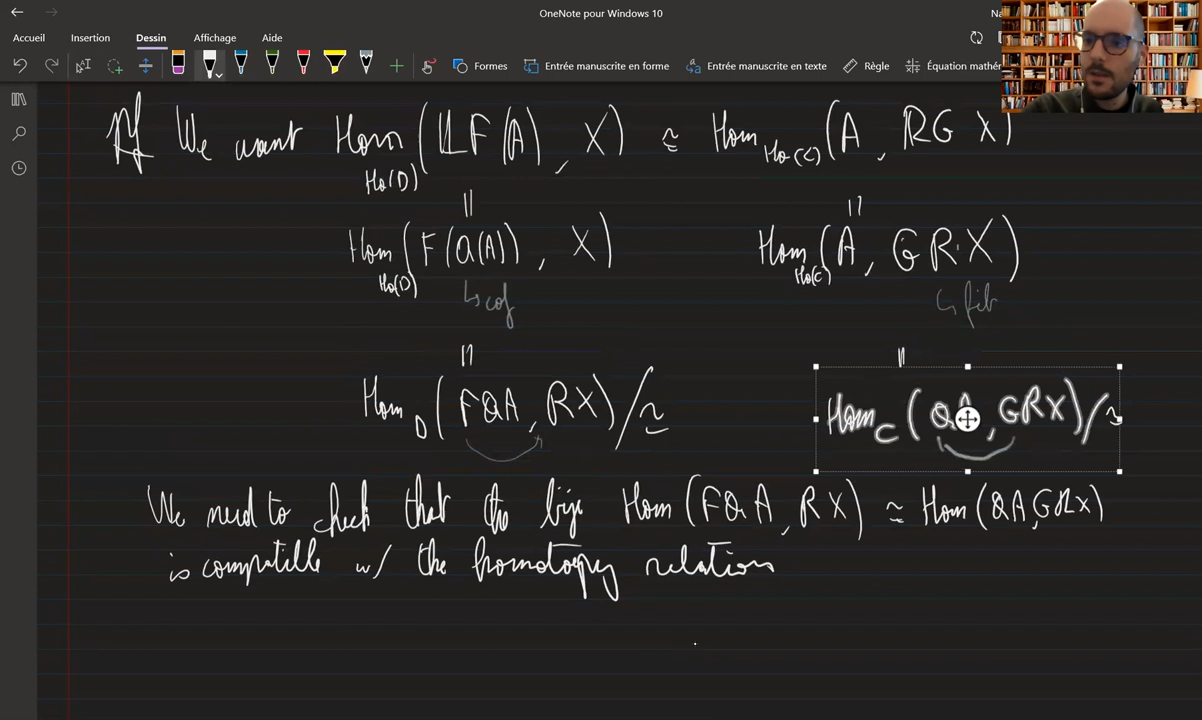 OneNote pour Windows 10
Accueil Insertion Dessin Affichage Aide
Formes Entrée manuscrite en forme Entrée manuscrite en texte Règle Équation mathé
Pf We want Hom_{Ho(D)} (𝕃F(A), X) ≃ Hom_{Ho(C)} (A, RG X)
||
||
Hom_{Ho(D)} (F(Q(A)), X) Hom_{Ho(C)} (A, GRX)
↳ cof ↳ fib
||
||
Hom_D (FQA, RX)/~ Hom_C (QA, GRX)/~
We need to check that the bij Hom (FQA, RX) ≃ Hom (QA, GRX)
is compatible w/ the homotopy relation